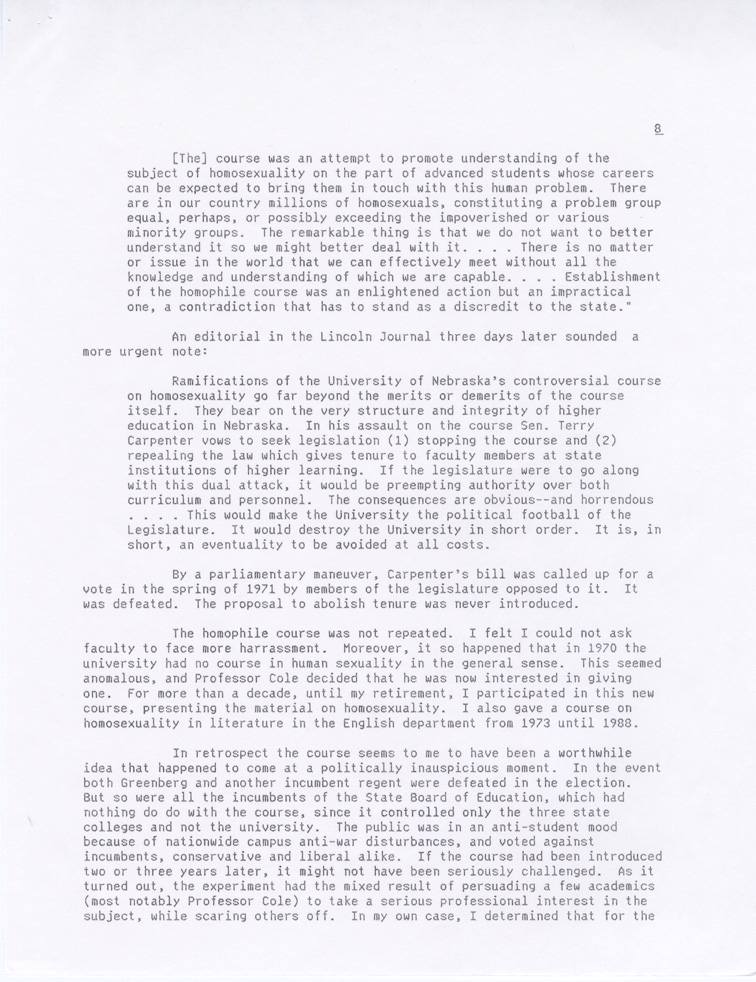 8
[The] course was an attempt to promote understanding of the
subject of homosexuality on the part of advanced students whose careers
can be expected to bring them in touch with this human problem.  There
are in our country millions of homosexuals, constituting a problem group
equal, perhaps, or possibly exceeding the impoverished or various
minority groups.  The remarkable thing is that we do not want to better
understand it so we might better deal with it. . . . There is no matter
or issue in the world that we can effectively meet without all the
knowledge and understanding of which we are capable. . . . Establishment
of the homophile course was an enlightened action but an impractical
one, a contradiction that has to stand as a discredit to the state."
An editorial in the Lincoln Journal three days later sounded  a
more urgent note:
Ramifications of the University of Nebraska's controversial course
on homosexuality go far beyond the merits or demerits of the course
itself.  They bear on the very structure and integrity of higher
education in Nebraska.  In his assault on the course Sen. Terry
Carpenter vows to seek legislation (1) stopping the course and (2)
repealing the law which gives tenure to faculty members at state
institutions of higher learning.  If the legislature were to go along
with this dual attack, it would be preempting authority over both
curriculum and personnel.  The consequences are obvious--and horrendous
. . . . This would make the University the political football of the
Legislature.  It would destroy the University in short order.  It is, in
short, an eventuality to be avoided at all costs.
By a parliamentary maneuver, Carpenter's bill was called up for a
vote in the spring of 1971 by members of the legislature opposed to it.  It
was defeated.  The proposal to abolish tenure was never introduced.
The homophile course was not repeated.  I felt I could not ask
faculty to face more harrassment.  Moreover, it so happened that in 1970 the
university had no course in human sexuality in the general sense.  This seemed
anomalous, and Professor Cole decided that he was now interested in giving
one.  For more than a decade, until my retirement, I participated in this new
course, presenting the material on homosexuality.  I also gave a course on
homosexuality in literature in the English department from 1973 until 1988.
In retrospect the course seems to me to have been a worthwhile
idea that happened to come at a politically inauspicious moment.  In the event
both Greenberg and another incumbent regent were defeated in the election.
But so were all the incumbents of the State Board of Education, which had
nothing do do with the course, since it controlled only the three state
colleges and not the university.  The public was in an anti-student mood
because of nationwide campus anti-war disturbances, and voted against
incumbents, conservative and liberal alike.  If the course had been introduced
two or three years later, it might not have been seriously challenged.  As it
turned out, the experiment had the mixed result of persuading a few academics
(most notably Professor Cole) to take a serious professional interest in the
subject, while scaring others off.  In my own case, I determined that for the